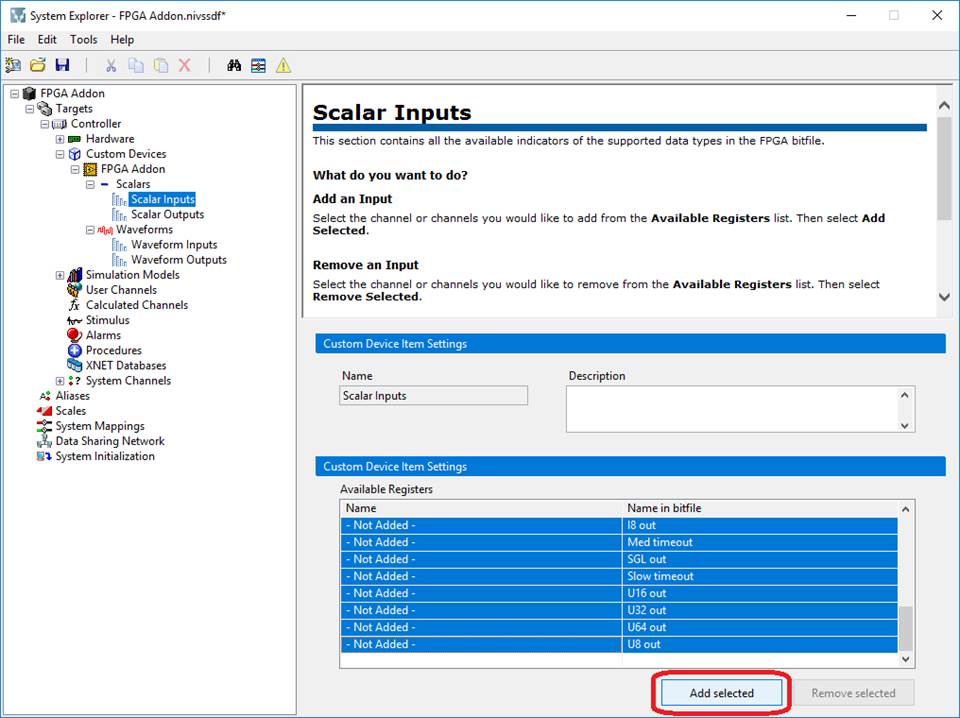 System Explorer - FPGA Addon.nivssdf*
File Edit Tools Help
FPGA Addon
Targets
Controller
Hardware
Custom Devices
FPGA Addon
Scalars
Scalar Inputs
Scalar Outputs
Waveforms
Waveform Inputs
Waveform Outputs
Simulation Models
User Channels
Calculated Channels
Stimulus
Alarms
Procedures
XNET Databases
System Channels
Aliases
Scales
System Mappings
Data Sharing Network
System Initialization
Scalar Inputs
This section contains all the available indicators of the supported data types in the FPGA bitfile.
What do you want to do?
Add an Input
Select the channel or channels you would like to add from the Available Registers list. Then select Add
Selected.
Remove an Input
Select the channel or channels you would like to remove from the Available Registers list. Then select
Remove Selected.
Custom Device Item Settings
Name Description
Scalar Inputs
Custom Device Item Settings
Available Registers
Name Name in bitfile
- Not Added - I8 out
- Not Added - Med timeout
- Not Added - SGL out
- Not Added - Slow timeout
- Not Added - U16 out
- Not Added - U32 out
- Not Added - U64 out
- Not Added - U8 out
Add selected Remove selected